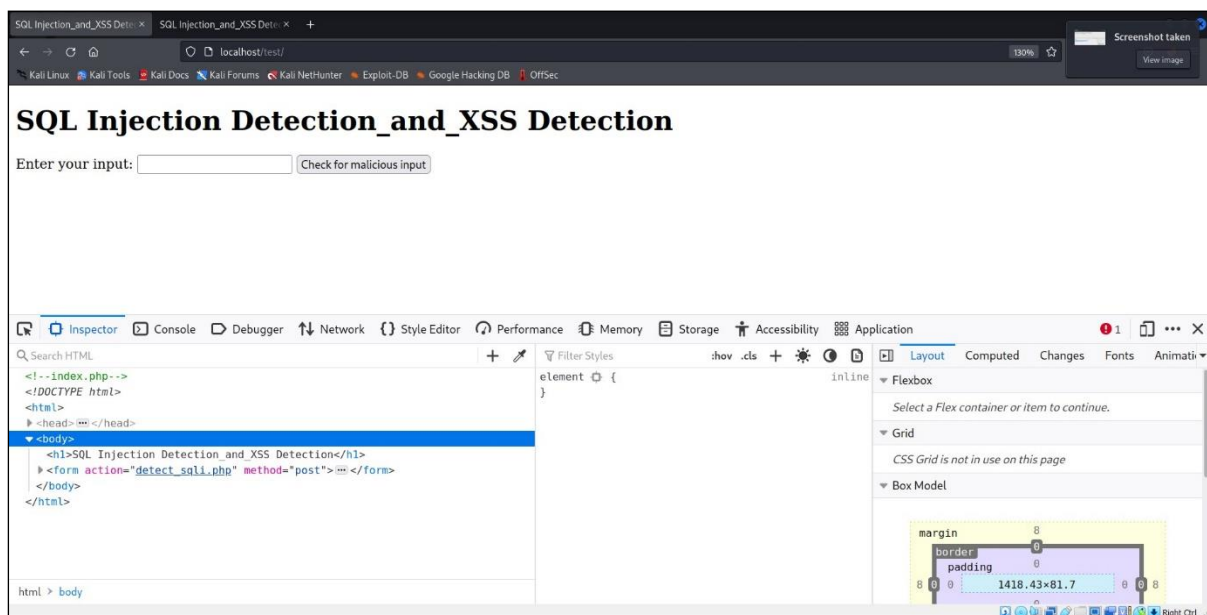 SQL Injection_and_XSS Dete
SQL Injection_and_XSS Dete
Screenshot taken
View image
localhost/test/
130%
Kali Linux Kali Tools Kali Docs Kali Forums Kali NetHunter Exploit-DB Google Hacking DB OffSec
SQL Injection Detection_and_XSS Detection
Enter your input: Check for malicious input
Inspector Console Debugger Network {} Style Editor Performance Memory Storage Accessibility Application 1
Search HTML
Filter Styles :hov .cls
Layout Computed Changes Fonts Animati
<!--index.php-->
<!DOCTYPE html>
<html>
<head> </head>
<body>
<h1>SQL Injection Detection_and_XSS Detection</h1>
<form action="detect_sqli.php" method="post"> </form>
</body>
</html>
html > body
element { inline
}
Flexbox
Select a Flex container or item to continue.
Grid
CSS Grid is not in use on this page
Box Model
margin 8
border 0
padding 0
8 0 0 1418.43×81.7 0 0 8
Right Ctrl